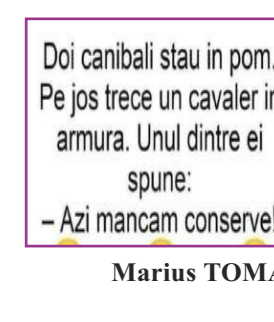 Doi canibali stau in pom.
Pe jos trece un cavaler in
armura. Unul dintre ei
spune:
– Azi mancam conserve!
Marius TOMA